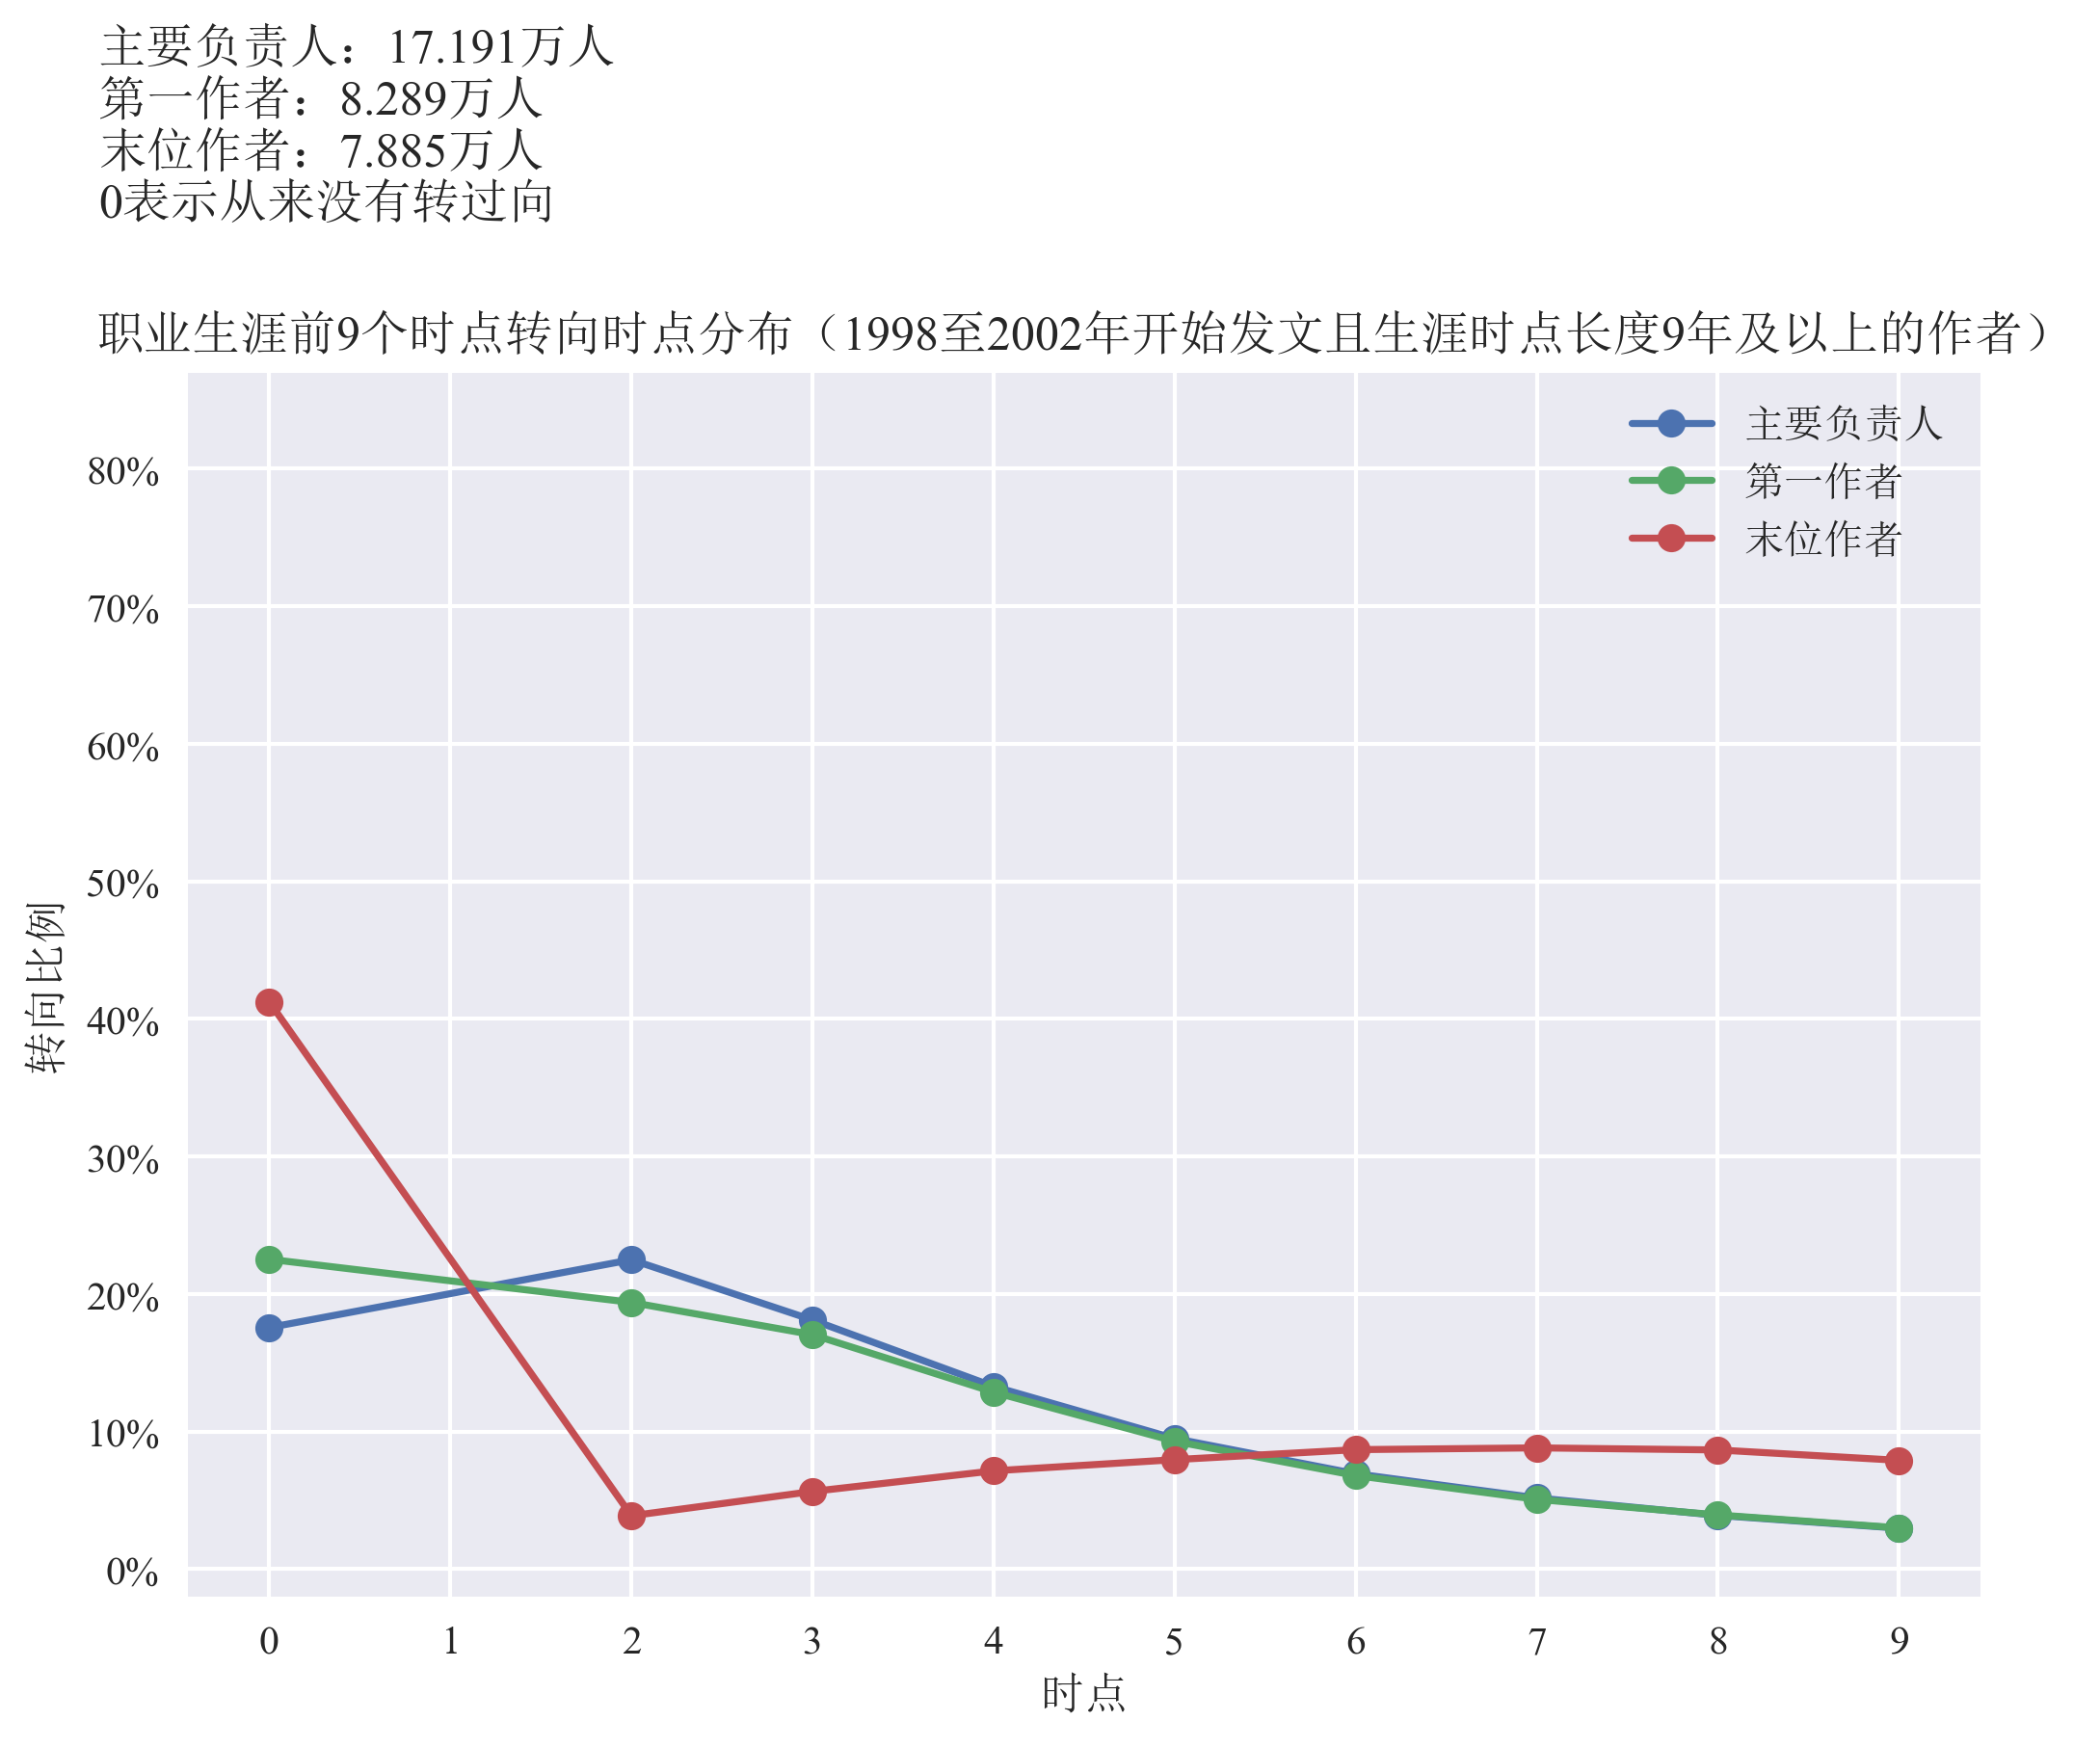 主要负责人：17.191万人
第一作者：8.289万人
末位作者：7.885万人
0表示从来没有转过向
职业生涯前9个时点转向时点分布（1998至2002年开始发文且生涯时点长度9年及以上的作者）
主要负责人
第一作者
末位作者
80%
70%
60%
50%
40%
30%
20%
10%
0%
转向比例
0 1 2 3 4 5 6 7 8 9
时点